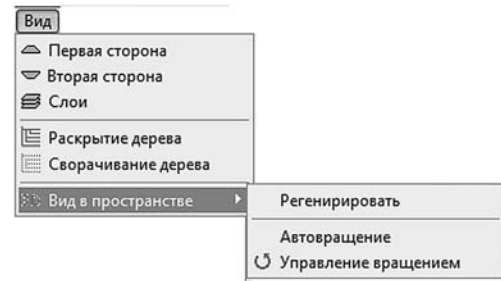 Вид
Первая сторона
Вторая сторона
Слои
Раскрытие дерева
Сворачивание дерева
Вид в пространстве
Регенирировать
Автовращение
Управление вращением